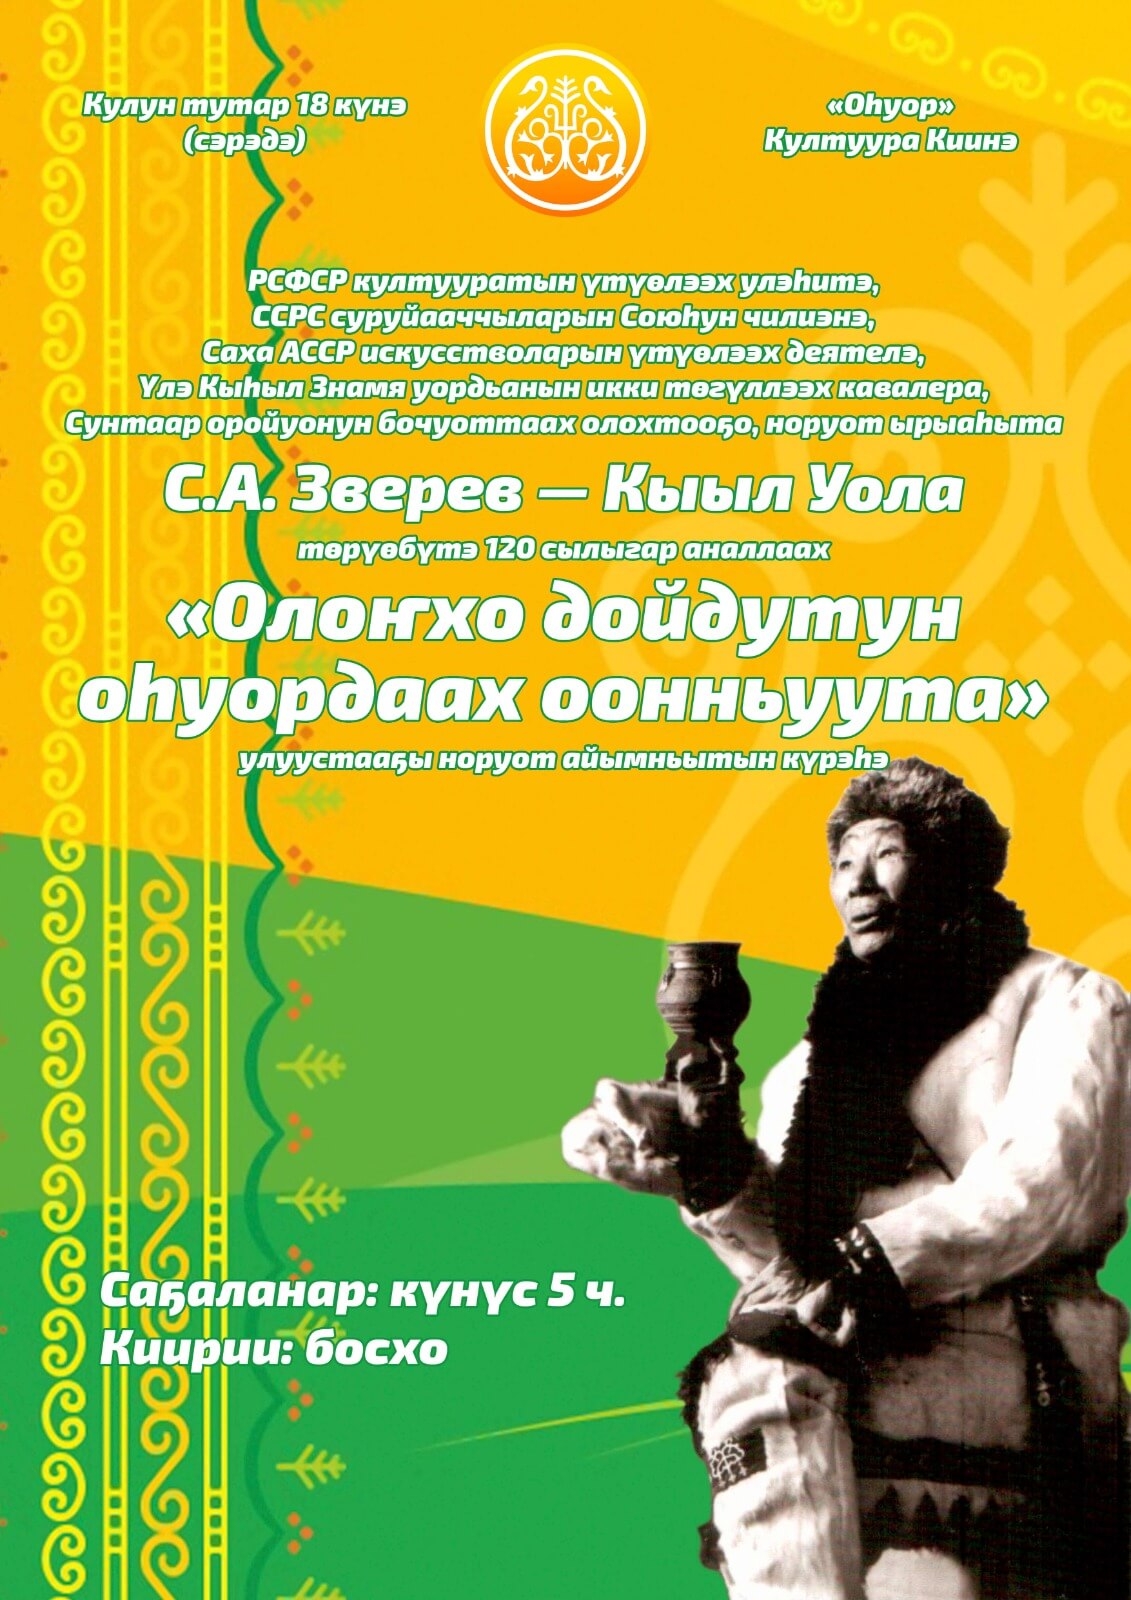 Кулун тутар 18 күнэ
(сэрэдэ)
«Оһуор»
Култуура Киинэ
РСФСР култууратын үтүөлээх улэһитэ,
ССРС суруйааччыларын Союһун чилиэнэ,
Саха АССР искусстволарын үтүөлээх деятелэ,
Үлэ Кыһыл Знамя уордьанын икки төгүллээх кавалера,
Сунтаар оройуонун бочуоттаах олохтооҕо, норуот ырыаһыта
С.А. Зверев — Кыыл Уола
төрүөбүтэ 120 сылыгар аналлаах
«Олоҥхо дойдутун
оһуордаах оонньуута»
улуустааҕы норуот айымньытын күрэһэ
Саҕаланар: күнүс 5 ч.
Киирии: босхо